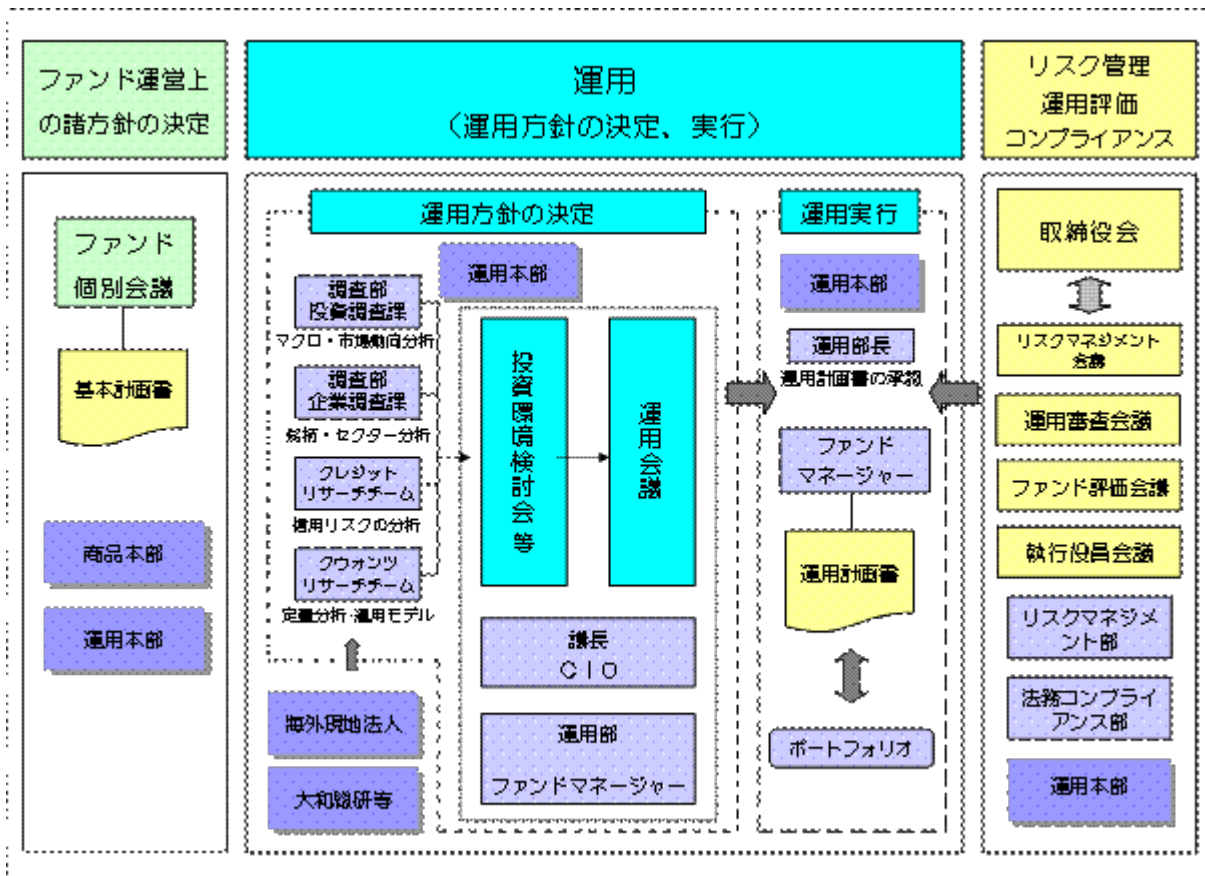 ファンド運営上
の諸方針の決定
運用
（運用方針の決定、実行）
リスク管理
運用評価
コンプライアンス
ファンド
個別会議
基本計画書
商品本部
運用本部
運用方針の決定
運用本部
調査部
投資調査課
マクロ・市場動向分析
調査部
企業調査課
銘柄・セクター分析
クレジット
リサーチチーム
信用リスクの分析
クウォンツ
リサーチチーム
定量分析・運用モデル
海外現地法人
大和総研等
投資環境検討会等
運用会議
議長
ＣＩＯ
運用部
ファンドマネージャー
運用実行
運用本部
運用部長
運用計画書の承認
ファンド
マネージャー
運用計画書
ポートフォリオ
取締役会
リスクマネジメント
会議
運用審査会議
ファンド評価会議
執行役員会議
リスクマネジメ
ント部
法務コンプライ
アンス部
運用本部